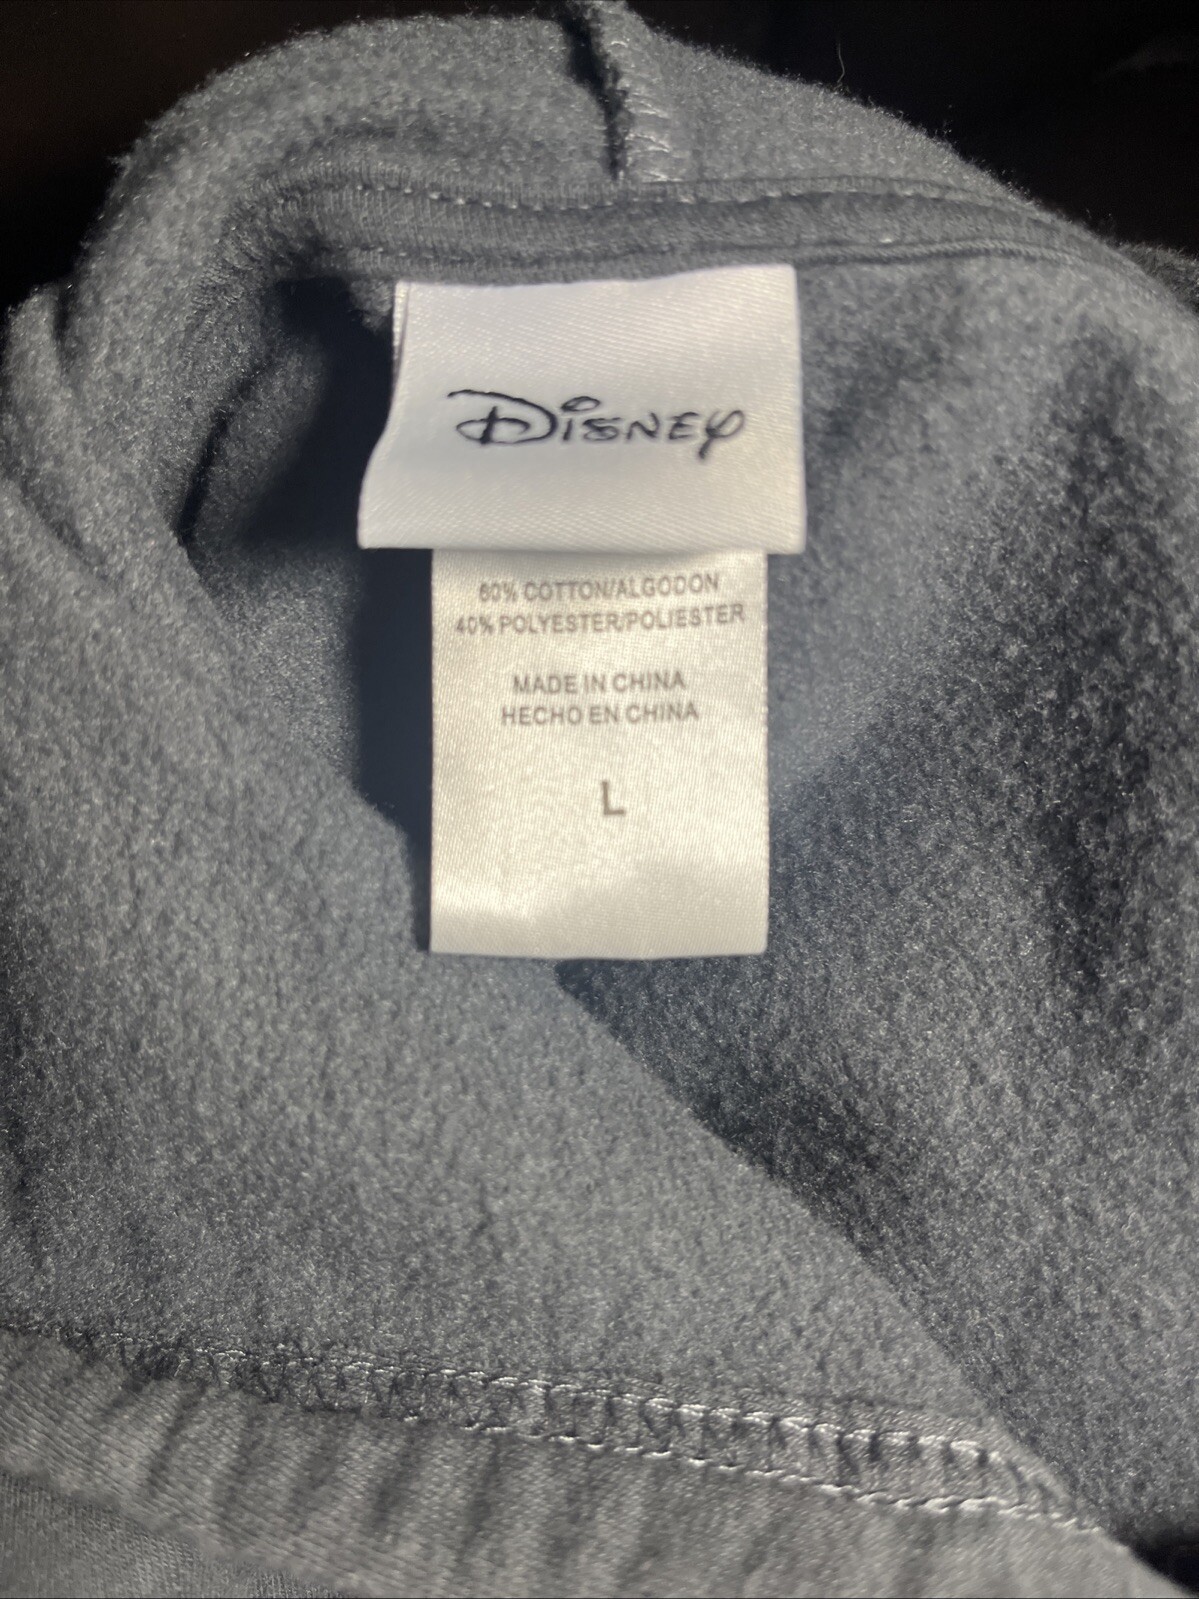 Disney
60% COTTON/ALGODON
40% POLYESTER/POLIESTER
MADE IN CHINA
HECHO EN CHINA
L